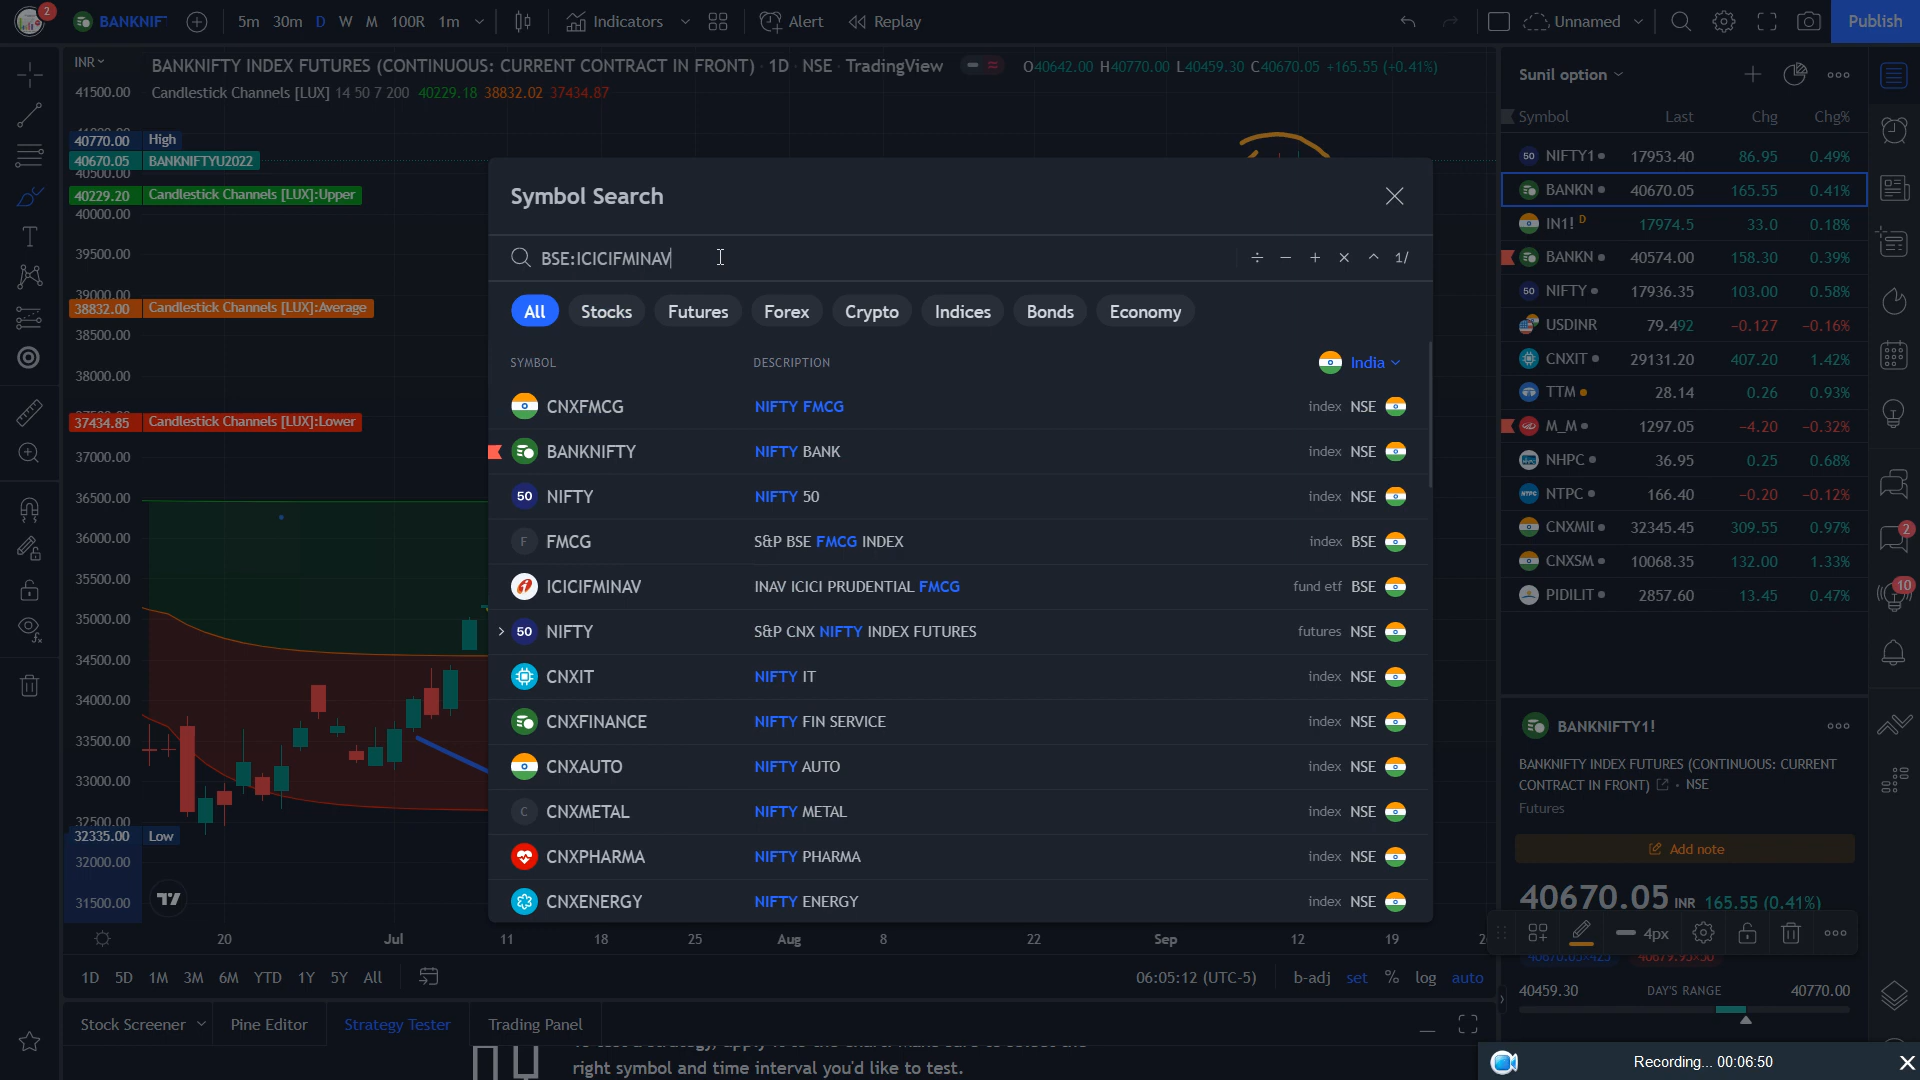 2 BANKNIF 5m 30m D W M 100R 1m Indicators Alert Replay Unnamed Publish
INR BANKNIFTY INDEX FUTURES (CONTINUOUS: CURRENT CONTRACT IN FRONT) · 1D · NSE · TradingView O40642.00 H40770.00 L40459.30 C40670.05 +165.55 (+0.41%)
41500.00 Candlestick Channels [LUX] 14 50 7 200 40229.18 38832.02 37434.87
40770.00 High
40670.05 BANKNIFTYU2022
40500.00
40229.20 Candlestick Channels [LUX]:Upper
40000.00
39500.00
39000.00
38832.00 Candlestick Channels [LUX]:Average
38500.00
38000.00
37434.85 Candlestick Channels [LUX]:Lower
37000.00
36500.00
36000.00
35500.00
35000.00
34500.00
34000.00
33500.00
33000.00
32500.00
32335.00 Low
32000.00
31500.00
Symbol Search
BSE:ICICIFMINAV ÷ − + × ^ 1/
All Stocks Futures Forex Crypto Indices Bonds Economy
SYMBOL DESCRIPTION India
CNXFMCG NIFTY FMCG index NSE
BANKNIFTY NIFTY BANK index NSE
50 NIFTY NIFTY 50 index NSE
F FMCG S&P BSE FMCG INDEX index BSE
ICICIFMINAV INAV ICICI PRUDENTIAL FMCG fund etf BSE
50 NIFTY S&P CNX NIFTY INDEX FUTURES futures NSE
CNXIT NIFTY IT index NSE
CNXFINANCE NIFTY FIN SERVICE index NSE
CNXAUTO NIFTY AUTO index NSE
C CNXMETAL NIFTY METAL index NSE
CNXPHARMA NIFTY PHARMA index NSE
CNXENERGY NIFTY ENERGY index NSE
20 Jul 11 18 25 Aug 8 22 Sep 12 19
1D 5D 1M 3M 6M YTD 1Y 5Y All 06:05:12 (UTC-5) b-adj set % log auto
Stock Screener Pine Editor Strategy Tester Trading Panel
right symbol and time interval you'd like to test.
Sunil option
Symbol Last Chg Chg%
50 NIFTY1 17953.40 86.95 0.49%
BANKN 40670.05 165.55 0.41%
IN1! D 17974.5 33.0 0.18%
BANKN 40574.00 158.30 0.39%
50 NIFTY 17936.35 103.00 0.58%
USDINR 79.492 −0.127 −0.16%
CNXIT 29131.20 407.20 1.42%
TTM 28.14 0.26 0.93%
M_M 1297.05 −4.20 −0.32%
NHPC 36.95 0.25 0.68%
NTPC 166.40 −0.20 −0.12%
CNXMII 32345.45 309.55 0.97%
CNXSM 10068.35 132.00 1.33%
PIDILIT 2857.60 13.45 0.47%
2
10
BANKNIFTY1!
BANKNIFTY INDEX FUTURES (CONTINUOUS: CURRENT
CONTRACT IN FRONT) · NSE
Futures
Add note
40670.05 INR 165.55 (0.41%)
4px
40459.30 DAY'S RANGE 40770.00
Recording... 00:06:50